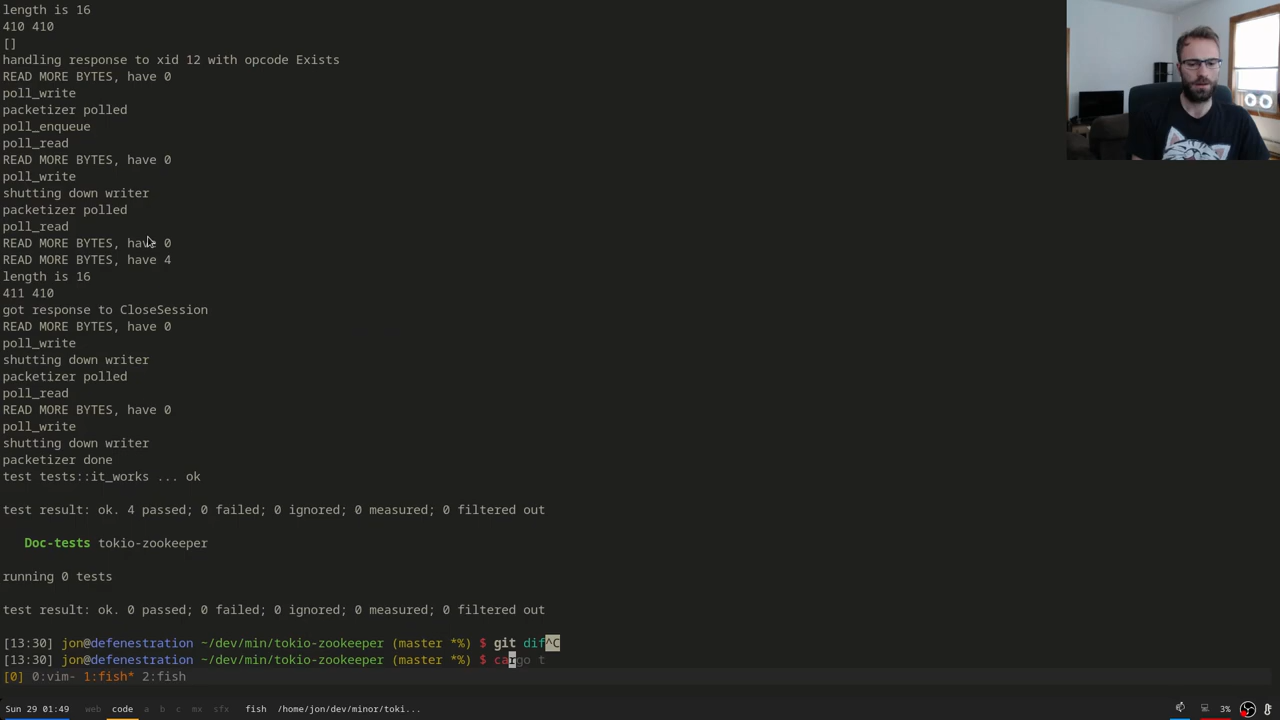 length is 16
410 410
[]
handling response to xid 12 with opcode Exists
READ MORE BYTES, have 0
poll_write
packetizer polled
poll_enqueue
poll_read
READ MORE BYTES, have 0
poll_write
shutting down writer
packetizer polled
poll_read
READ MORE BYTES, have 0
READ MORE BYTES, have 4
length is 16
411 410
got response to CloseSession
READ MORE BYTES, have 0
poll_write
shutting down writer
packetizer polled
poll_read
READ MORE BYTES, have 0
poll_write
shutting down writer
packetizer done
test tests::it_works ... ok
test result: ok. 4 passed; 0 failed; 0 ignored; 0 measured; 0 filtered out
Doc-tests tokio-zookeeper
running 0 tests
test result: ok. 0 passed; 0 failed; 0 ignored; 0 measured; 0 filtered out
[13:30] jon@defenestration ~/dev/min/tokio-zookeeper (master *%) $ git dif^C
[13:30] jon@defenestration ~/dev/min/tokio-zookeeper (master *%) $ cargo t
[0] 0:vim- 1:fish* 2:fish
Sun 29 01:49 web code a b c mx sfx fish /home/jon/dev/minor/toki... 3%